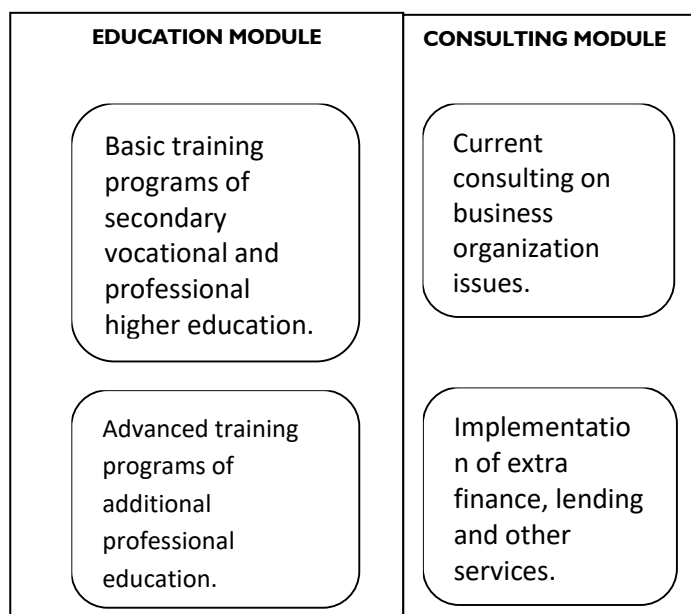 EDUCATION MODULE
Basic training
programs of
secondary
vocational and
professional
higher education.
Advanced training
programs of
additional
professional
education.
CONSULTING MODULE
Current
consulting on
business
organization
issues.
Implementatio
n of extra
finance, lending
and other
services.